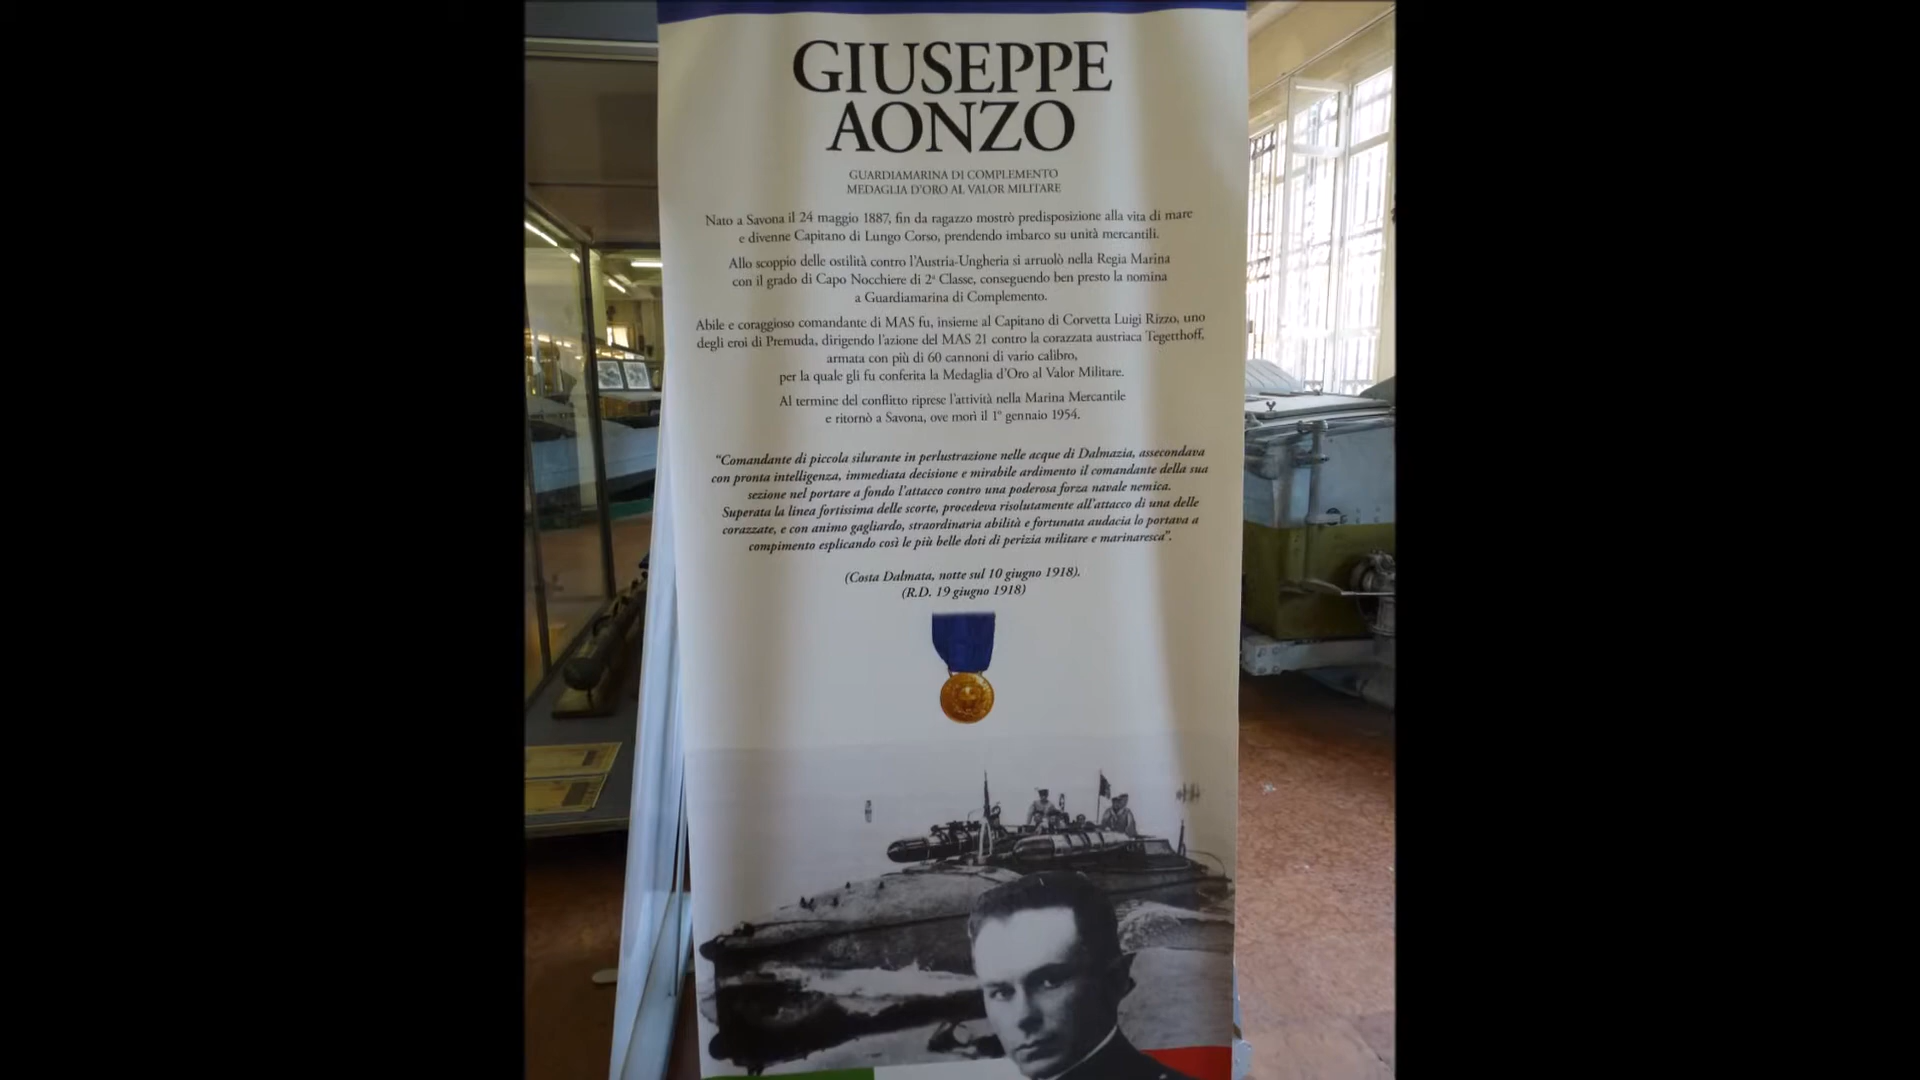 GIUSEPPE
AONZO
GUARDIAMARINA DI COMPLEMENTO
MEDAGLIA D'ORO AL VALOR MILITARE
Nato a Savona il 24 maggio 1887, fin da ragazzo mostrò predisposizione alla vita di mare
e divenne Capitano di Lungo Corso, prendendo imbarco su unità mercantili.
Allo scoppio delle ostilità contro l'Austria-Ungheria si arruolò nella Regia Marina
con il grado di Capo Nocchiere di 2ª Classe, conseguendo ben presto la nomina
a Guardiamarina di Complemento.
Abile e coraggioso comandante di MAS fu, insieme al Capitano di Corvetta Luigi Rizzo, uno
degli eroi di Premuda, dirigendo l'azione del MAS 21 contro la corazzata austriaca Tegetthoff,
armata con più di 60 cannoni di vario calibro,
per la quale gli fu conferita la Medaglia d'Oro al Valor Militare.
Al termine del conflitto riprese l'attività nella Marina Mercantile
e ritornò a Savona, ove morì il 1° gennaio 1954.
"Comandante di piccola silurante in perlustrazione nelle acque di Dalmazia, assecondava
con pronta intelligenza, immediata decisione e mirabile ardimento il comandante della sua
sezione nel portare a fondo l'attacco contro una poderosa forza navale nemica.
Superata la linea fortissima delle scorte, procedeva risolutamente all'attacco di una delle
corazzate, e con animo gagliardo, straordinaria abilità e fortunata audacia lo portava a
compimento esplicando così le più belle doti di perizia militare e marinaresca".
(Costa Dalmata, notte sul 10 giugno 1918).
(R.D. 19 giugno 1918)